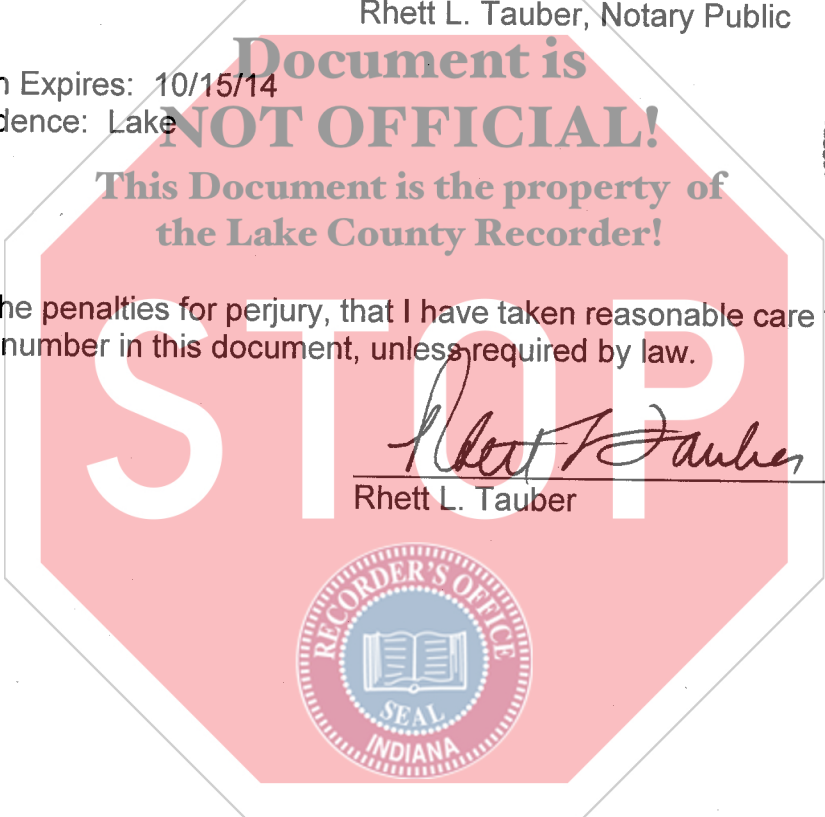 Rhett L. Tauber, Notary Public
Document is
n Expires: 10/15/14
NOT OFFICIAL!
dence: Lake
This Document is the property of
the Lake County Recorder!
he penalties for perjury, that I have taken reasonable care
number in this document, unless required by law.
STOP
Rhett L Tauber
Rhett L. Tauber
RECORDER'S OFFICE
SEAL
INDIANA